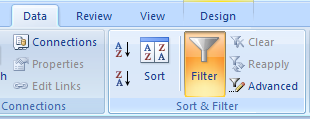 Data Review View Design
Connections
Properties
Edit Links
Connections
A Z
Z A
Z A A Z
Sort
Filter
Clear
Reapply
Advanced
Sort & Filter